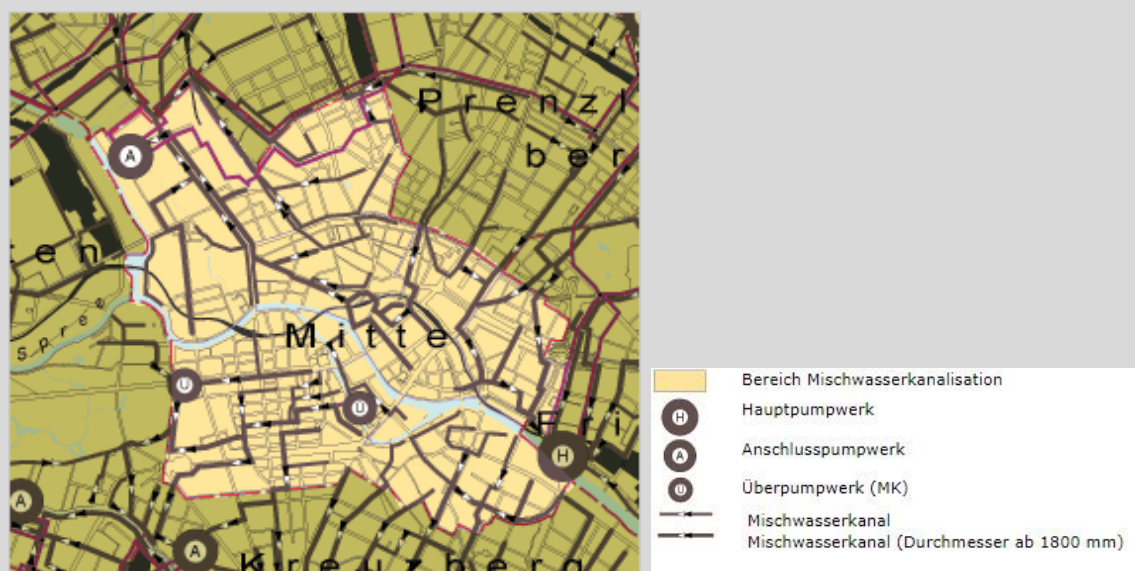 Prenzl
ber
A
en
Spree
Mitte
U
U
Fri
H
A
A
Kreuzberg
Bereich Mischwasserkanalisation
H Hauptpumpwerk
A Anschlusspumpwerk
U Überpumpwerk (MK)
Mischwasserkanal
Mischwasserkanal (Durchmesser ab 1800 mm)